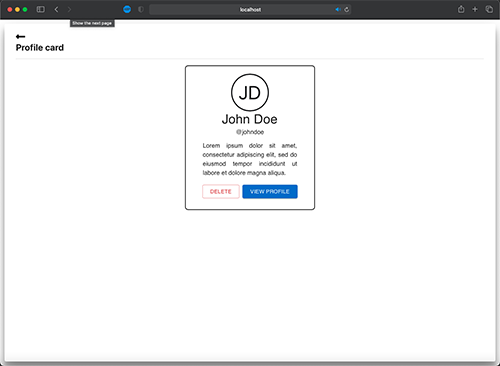 localhost
Show the next page
Profile card
JD
John Doe
@johndoe
Lorem ipsum dolor sit amet,
consectetur adipiscing elit, sed do
eiusmod tempor incididunt ut
labore et dolore magna aliqua.
DELETE
VIEW PROFILE